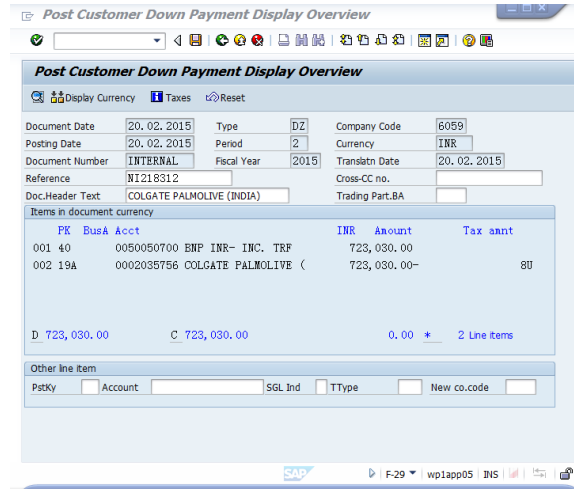 Post Customer Down Payment Display Overview
Post Customer Down Payment Display Overview
Display Currency Taxes Reset
Document Date 20.02.2015 Type DZ Company Code 6059
Posting Date 20.02.2015 Period 2 Currency INR
Document Number INTERNAL Fiscal Year 2015 Translatn Date 20.02.2015
Reference NI218312 Cross-CC no.
Doc.Header Text COLGATE PALMOLIVE (INDIA) Trading Part.BA
Items in document currency
PK BusA Acct INR Amount Tax amnt
001 40 0050050700 BNP INR- INC. TRF 723,030.00
002 19A 0002035756 COLGATE PALMOLIVE ( 723,030.00- 8U
D 723,030.00 C 723,030.00 0.00 * 2 Line items
Other line item
PstKy Account SGL Ind TType New co.code
SAP F-29 wp1app05 INS